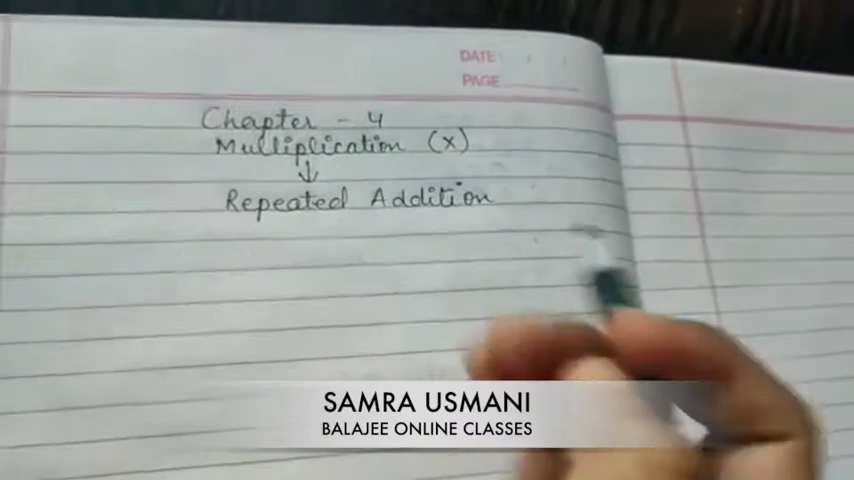 DATE
PAGE
Chapter - 4
Multiplication (x)
↓
Repeated Addition
SAMRA USMANI
BALAJEE ONLINE CLASSES